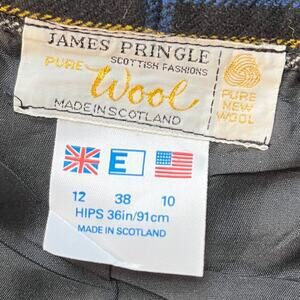 JAMES PRINGLE
SCOTTISH FASHIONS
PURE
Wool
MADE IN SCOTLAND
PURE
NEW
WOOL
E
12 38 10
HIPS 36in/91cm
MADE IN SCOTLAND